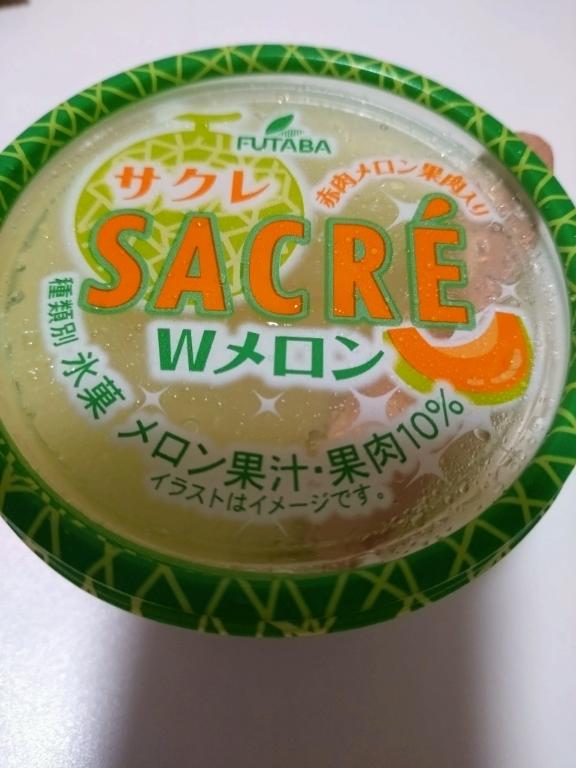 FUTABA
サクレ
赤肉メロン果肉入り
SACRÉ
Wメロン
種類別 氷菓
メロン果汁・果肉10%
イラストはイメージです。